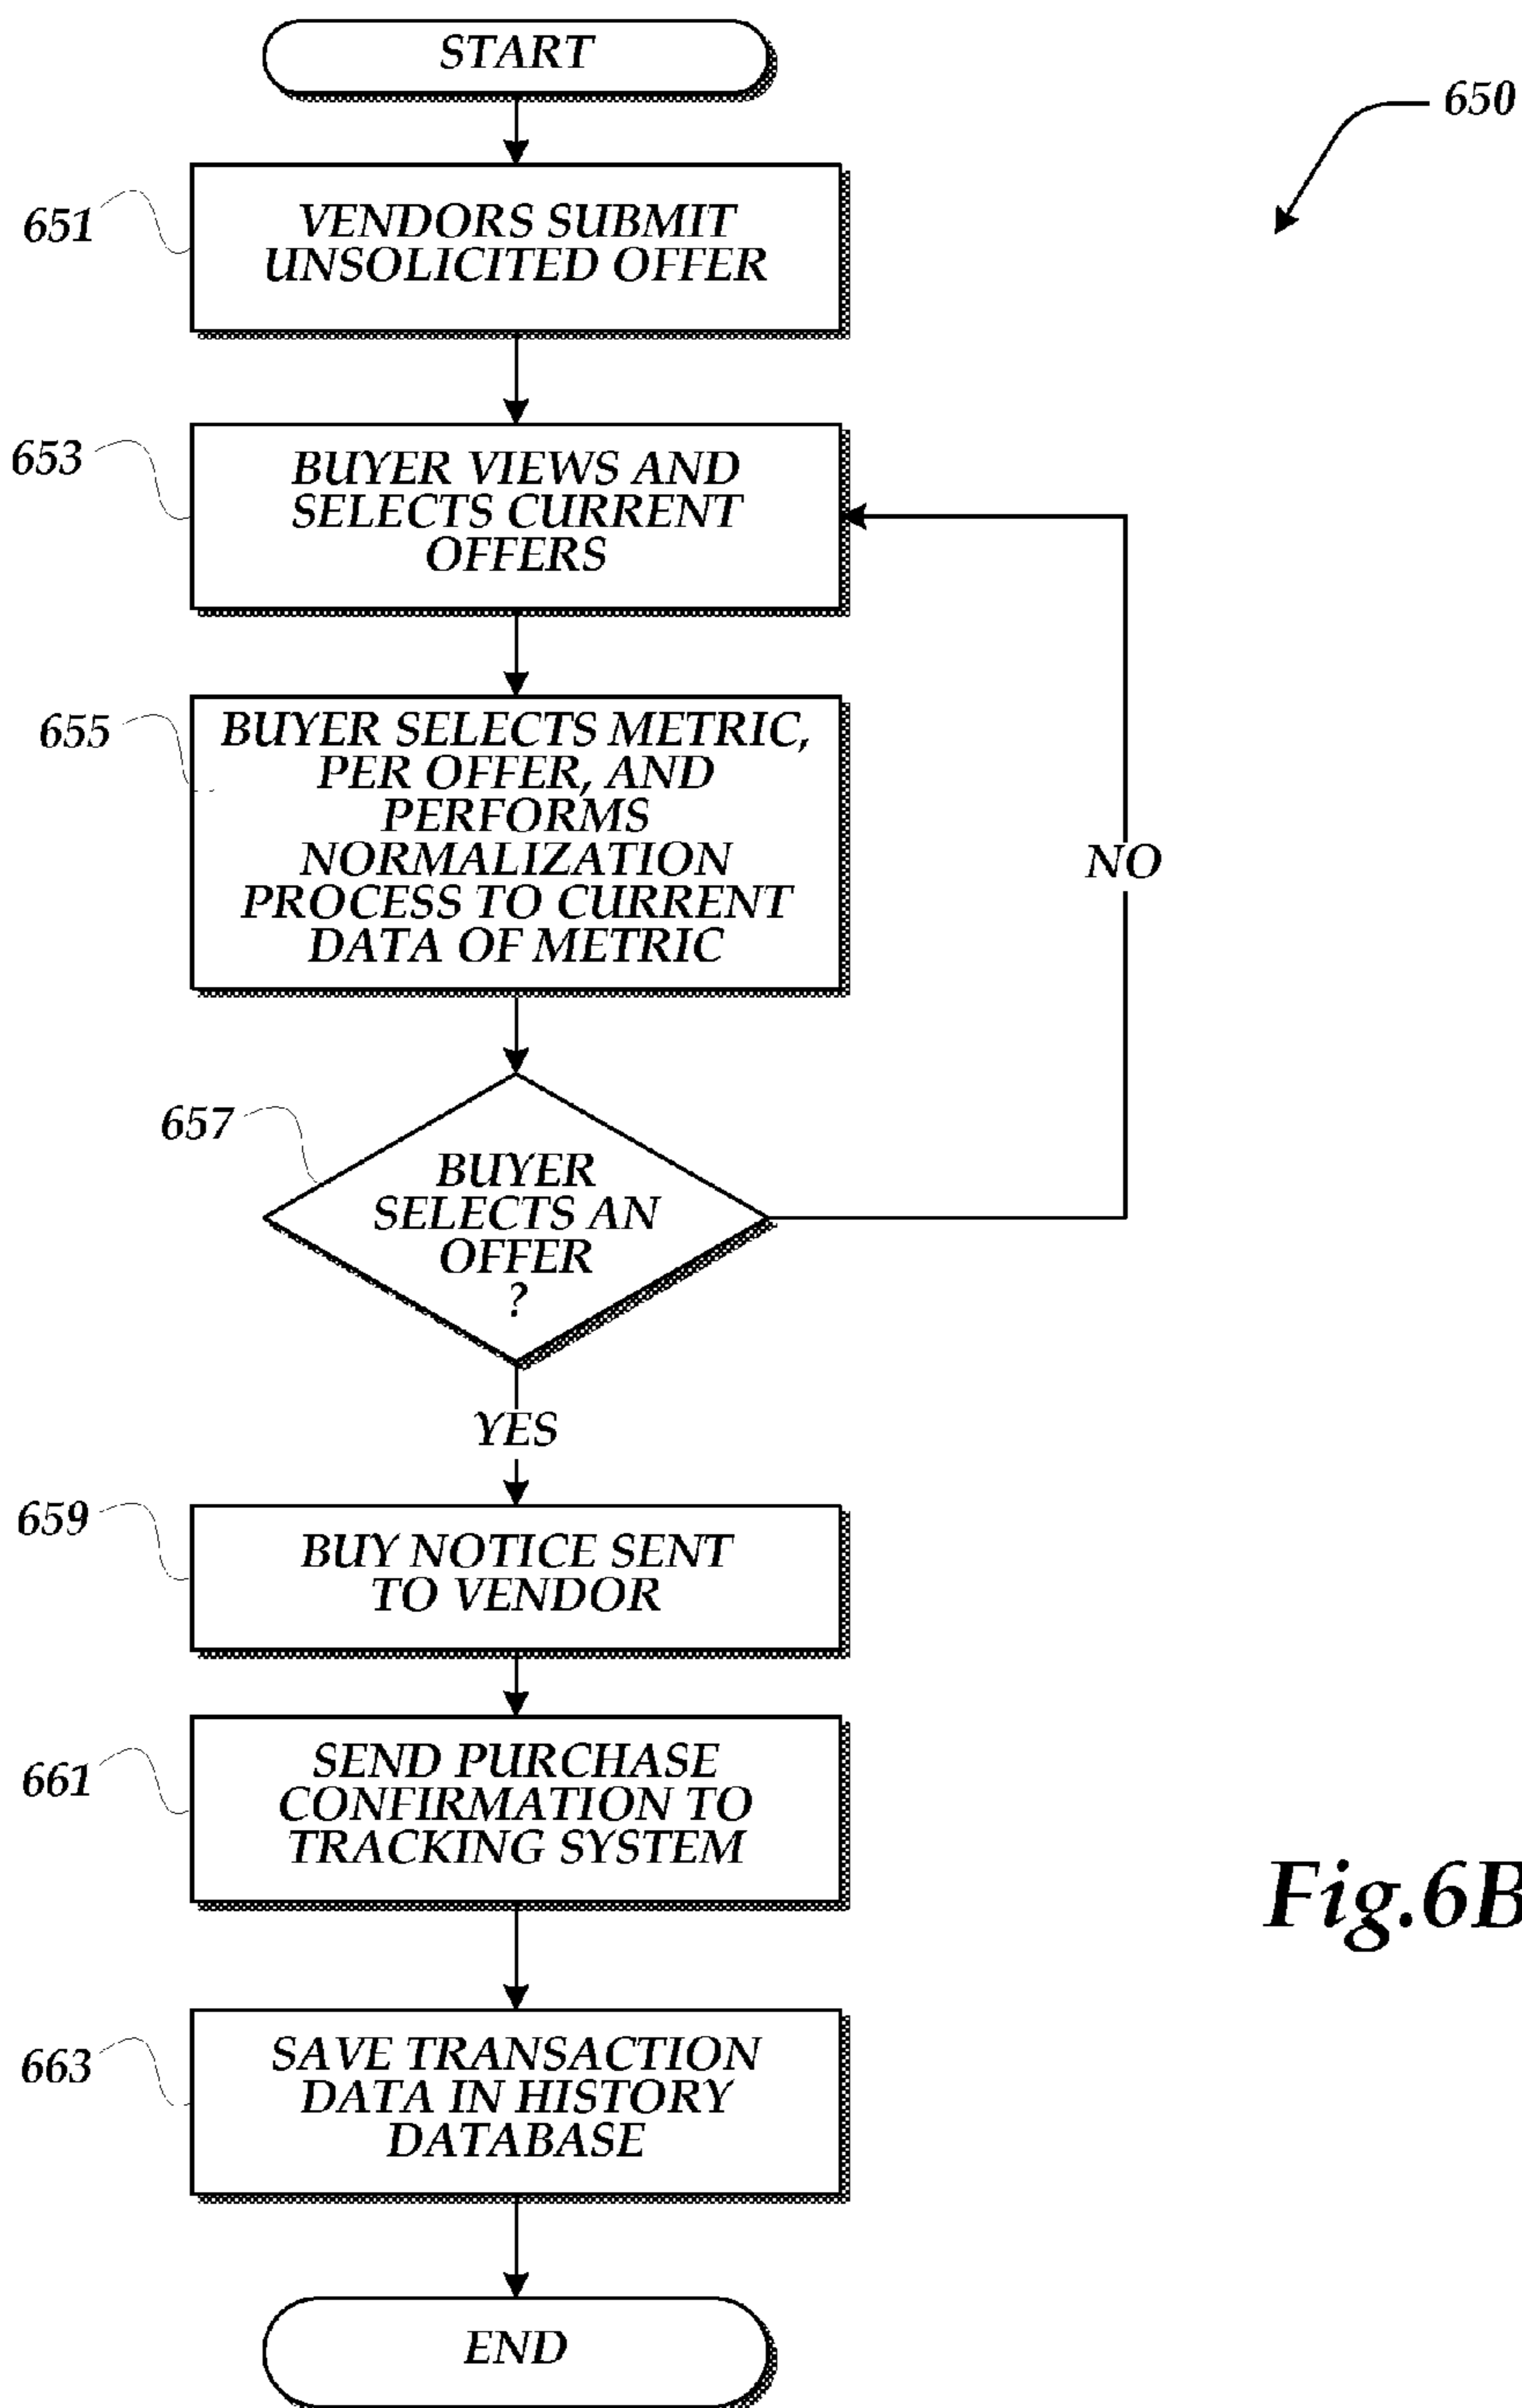 START
650
651
VENDORS SUBMIT
UNSOLICITED OFFER
653
BUYER VIEWS AND
SELECTS CURRENT
OFFERS
655
BUYER SELECTS METRIC,
PER OFFER, AND
PERFORMS
NORMALIZATION
PROCESS TO CURRENT
DATA OF METRIC
NO
657
BUYER
SELECTS AN
OFFER
?
YES
659
BUY NOTICE SENT
TO VENDOR
661
SEND PURCHASE
CONFIRMATION TO
TRACKING SYSTEM
Fig.6B
663
SAVE TRANSACTION
DATA IN HISTORY
DATABASE
END